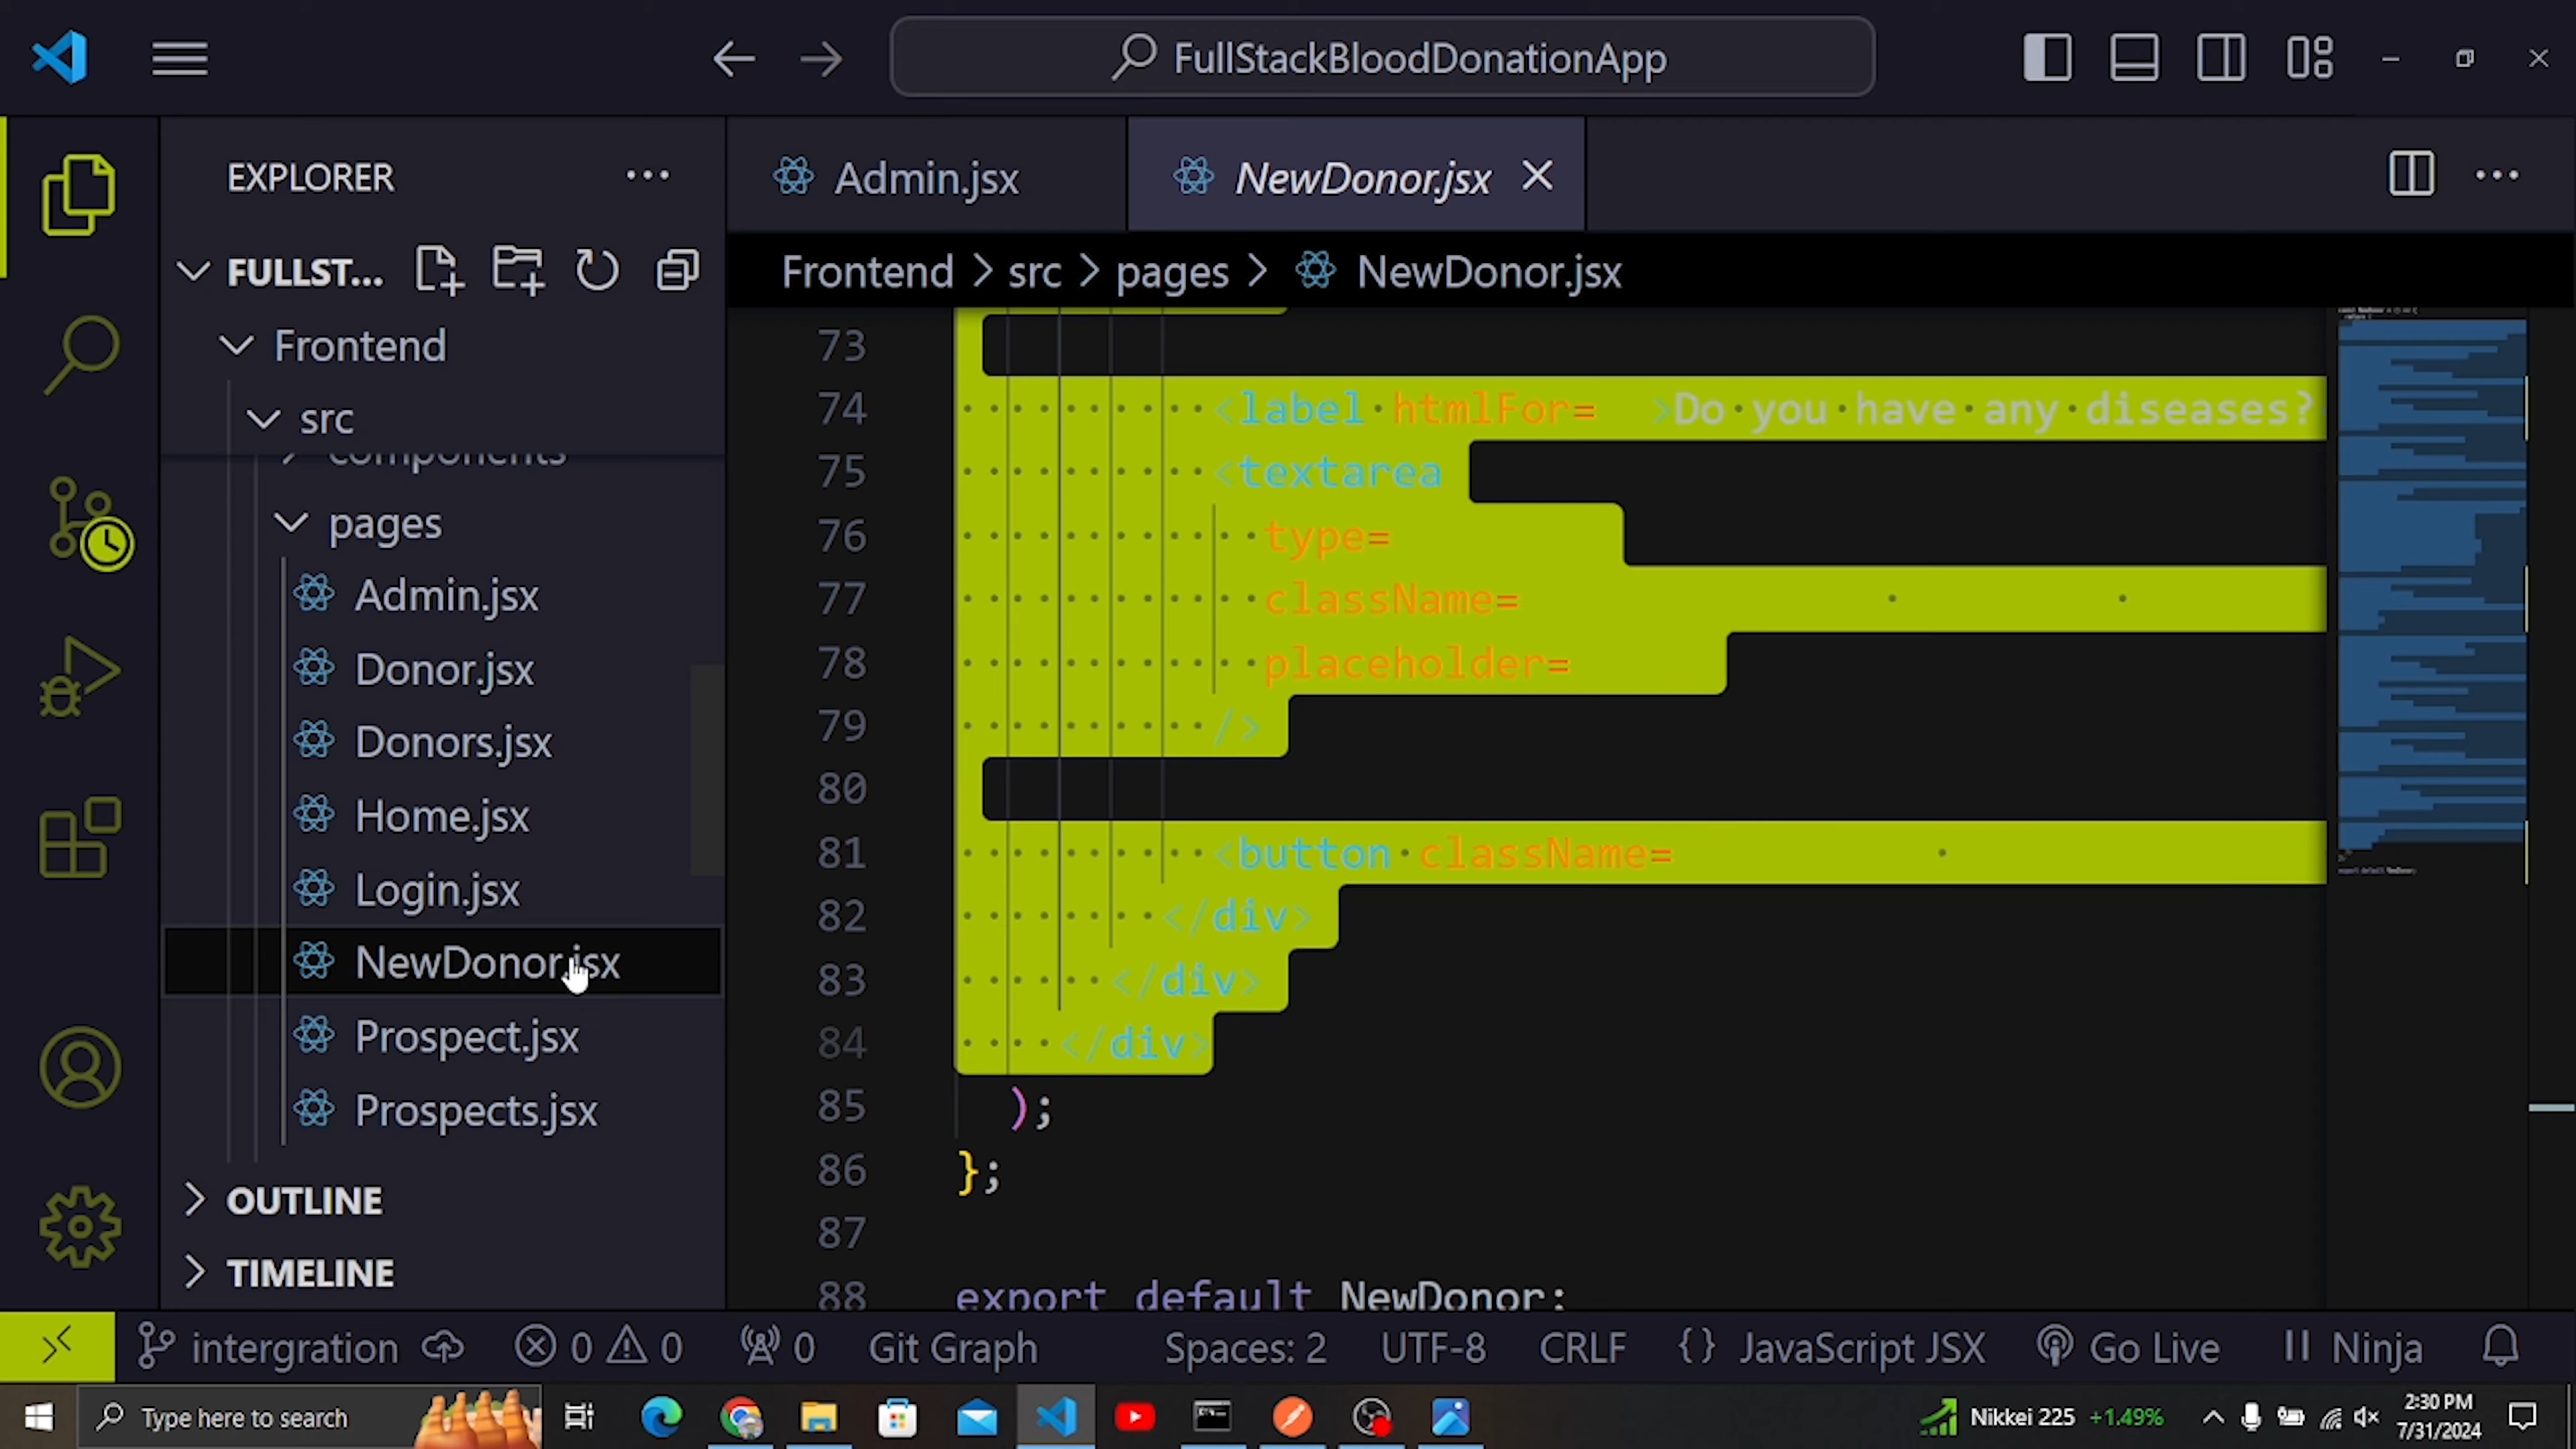 FullStackBloodDonationApp
EXPLORER
Admin.jsx
NewDonor.jsx
FULLST...
Frontend > src > pages > NewDonor.jsx
Frontend
src
components
pages
Admin.jsx
Donor.jsx
Donors.jsx
Home.jsx
Login.jsx
NewDonor.jsx
Prospect.jsx
Prospects.jsx
OUTLINE
TIMELINE
73
74 <label htmlFor= >Do you have any diseases?
75 <textarea
76 type=
77 className=
78 placeholder=
79 />
80
81 <button className=
82 </div>
83 </div>
84 </div>
85 );
86 };
87
88 export default NewDonor;
intergration 0 0 0 Git Graph Spaces: 2 UTF-8 CRLF {} JavaScript JSX Go Live Ninja
Type here to search
Nikkei 225 +1.49%
2:30 PM
7/31/2024